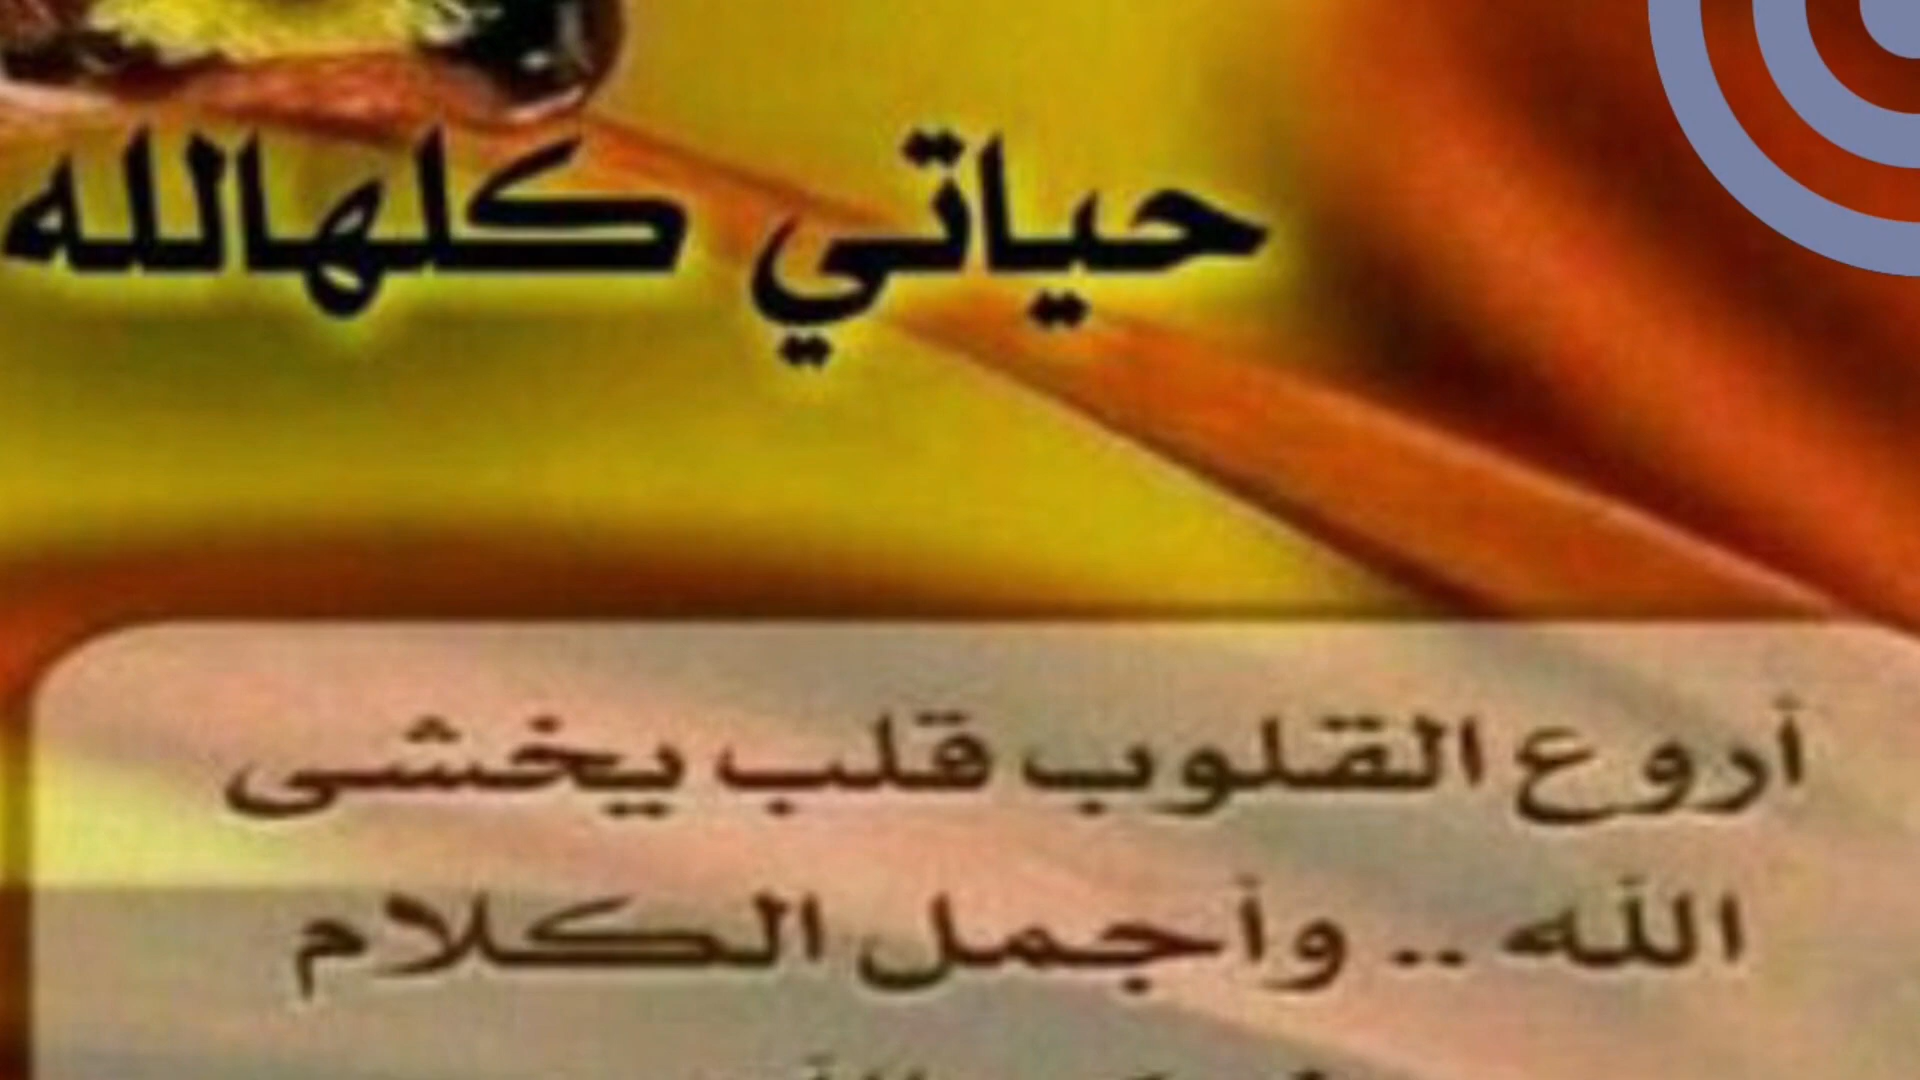 حياتي كلهالله
أروع القلوب قلب يخشى
الله .. وأجمل الكلام